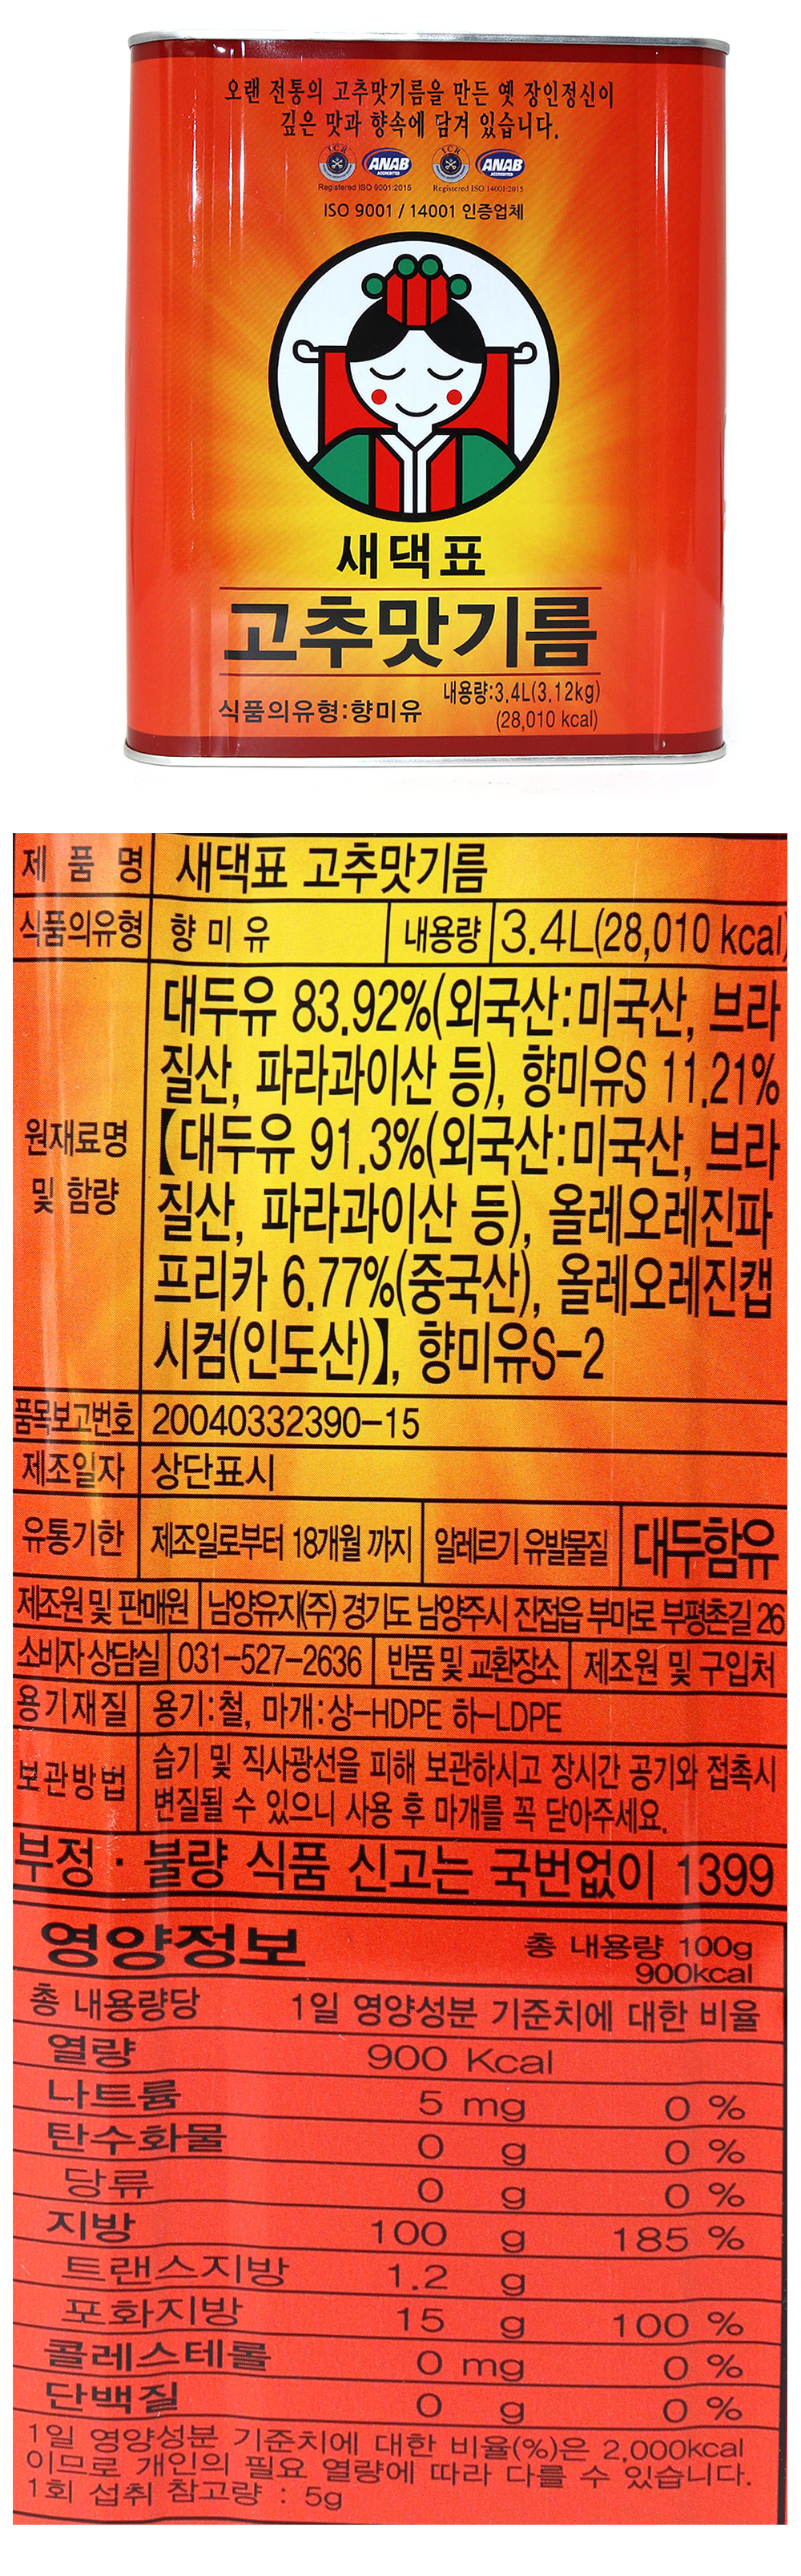 오랜 전통의 고추맛기름을 만든 옛 장인정신이
깊은 맛과 향속에 담겨 있습니다.
ICR ANAB ACCREDITED ICR ANAB ACCREDITED
Registered ISO 9001:2015 Registered ISO 14001:2015
ISO 9001 / 14001 인증업체
새댁표
고추맛기름
식품의유형:향미유 내용량:3.4L(3.12kg)
(28,010 kcal)
제 품 명 새댁표 고추맛기름
식품의유형 향 미 유 내용량 3.4L(28,010 kcal)
원재료명 및 함량
대두유 83.92%(외국산:미국산, 브라
질산, 파라과이산 등), 향미유S 11.21%
【대두유 91.3%(외국산:미국산, 브라
질산, 파라과이산 등), 올레오레진파
프리카 6.77%(중국산), 올레오레진캡
시컴(인도산)】, 향미유S-2
품목보고번호 20040332390-15
제조일자 상단표시
유통기한 제조일로부터 18개월 까지 알레르기 유발물질 대두함유
제조원 및 판매원 남양유지(주) 경기도 남양주시 진접읍 부마로 부평촌길 26
소비자 상담실 031-527-2636 반품 및 교환장소 제조원 및 구입처
용기재질 용기:철, 마개:상-HDPE 하-LDPE
보관방법 습기 및 직사광선을 피해 보관하시고 장시간 공기와 접촉시
변질될 수 있으니 사용 후 마개를 꼭 닫아주세요.
부정·불량 식품 신고는 국번없이 1399
영양정보 총 내용량 100g
900kcal
총 내용량당 1일 영양성분 기준치에 대한 비율
열량 900 Kcal
나트륨 5 mg 0 %
탄수화물 0 g 0 %
당류 0 g 0 %
지방 100 g 185 %
트랜스지방 1.2 g
포화지방 15 g 100 %
콜레스테롤 0 mg 0 %
단백질 0 g 0 %
1일 영양성분 기준치에 대한 비율(%)은 2,000kcal
이므로 개인의 필요 열량에 따라 다를 수 있습니다.
1회 섭취 참고량 : 5g